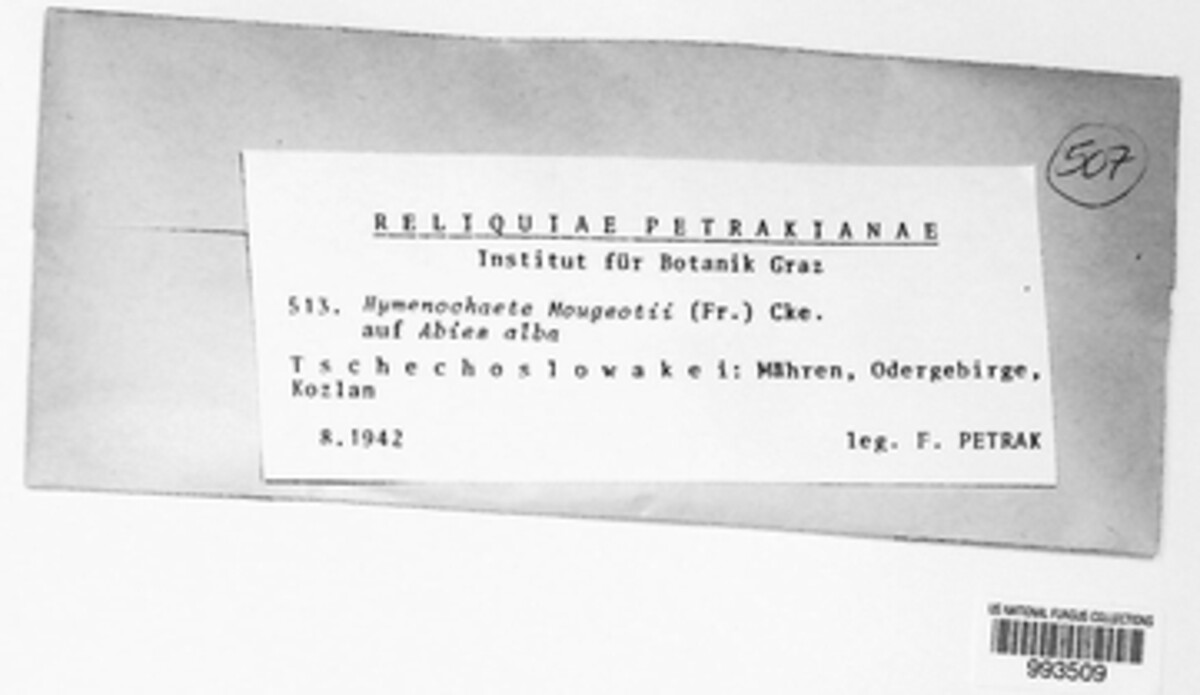 507
RELIQUIAE PETRAKIANAE
Institut für Botanik Graz
513. Hymenochaete Mougeotii (Fr.) Cke.
auf Abies alba
Tschechoslowakei: Mähren, Odergebirge,
Kozlan
8.1942 leg. F. PETRAK
US NATIONAL FUNGUS COLLECTIONS
993509